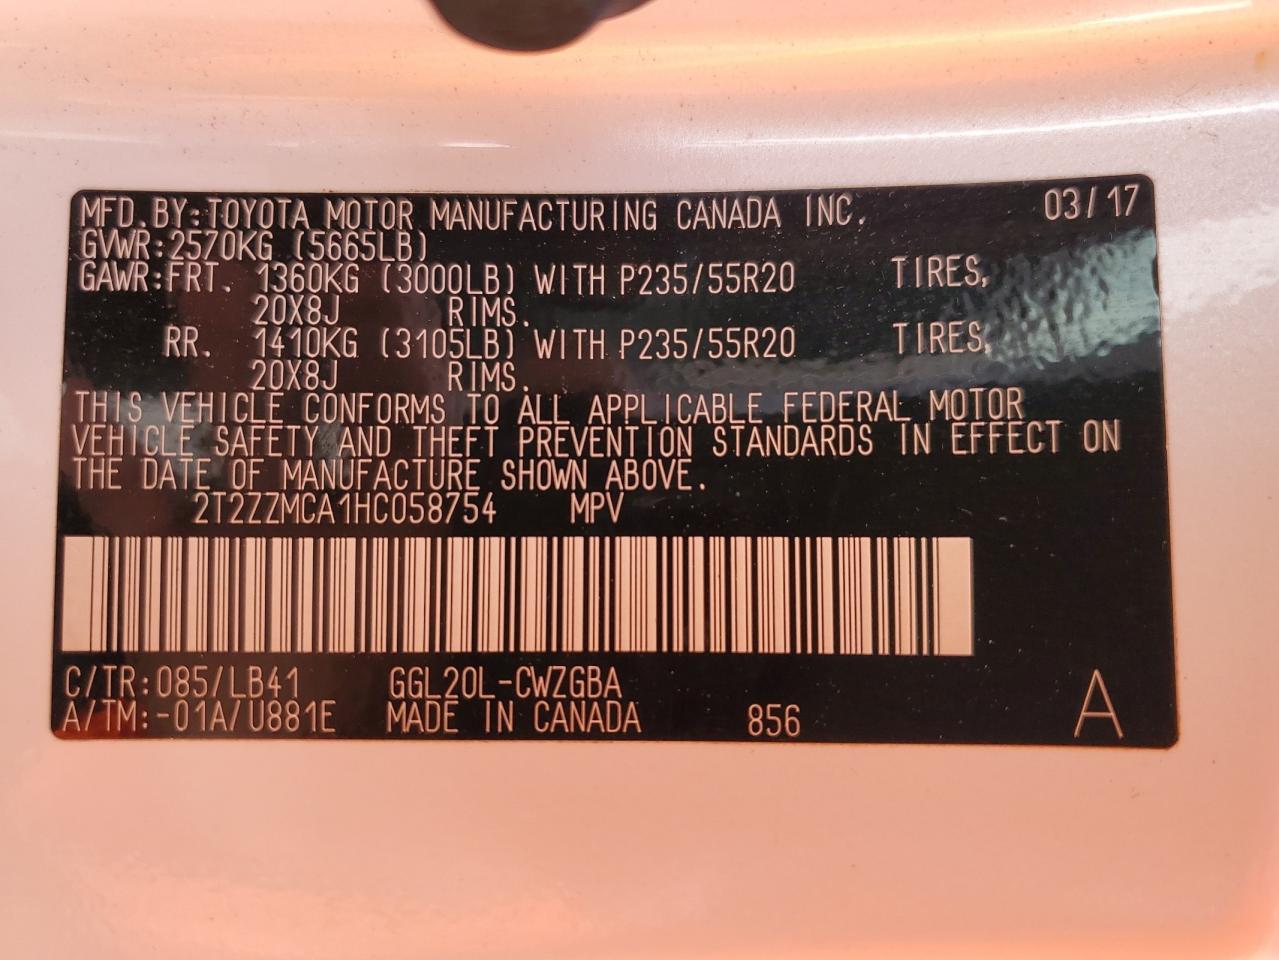 MFD.BY:TOYOTA MOTOR MANUFACTURING CANADA INC. 03/17
GVWR:2570KG (5665LB)
GAWR:FRT. 1360KG (3000LB) WITH P235/55R20 TIRES,
20X8J RIMS.
RR. 1410KG (3105LB) WITH P235/55R20 TIRES,
20X8J RIMS.
THIS VEHICLE CONFORMS TO ALL APPLICABLE FEDERAL MOTOR
VEHICLE SAFETY AND THEFT PREVENTION STANDARDS IN EFFECT ON
THE DATE OF MANUFACTURE SHOWN ABOVE.
2T2ZZMCA1HC058754 MPV
C/TR:085/LB41 GGL20L-CWZGBA
A/TM:-01A/U881E MADE IN CANADA 856 A